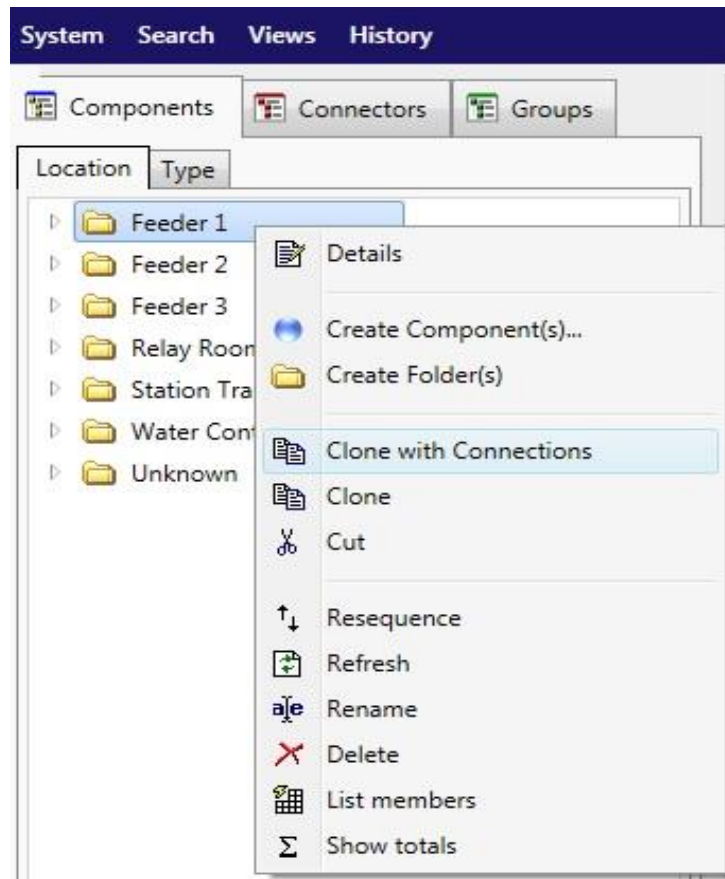 System Search Views History
Components Connectors Groups
Location Type
Feeder 1
Feeder 2
Feeder 3
Relay Roon
Station Tra
Water Con
Unknown
Details
Create Component(s)...
Create Folder(s)
Clone with Connections
Clone
Cut
Resequence
Refresh
Rename
Delete
List members
Show totals